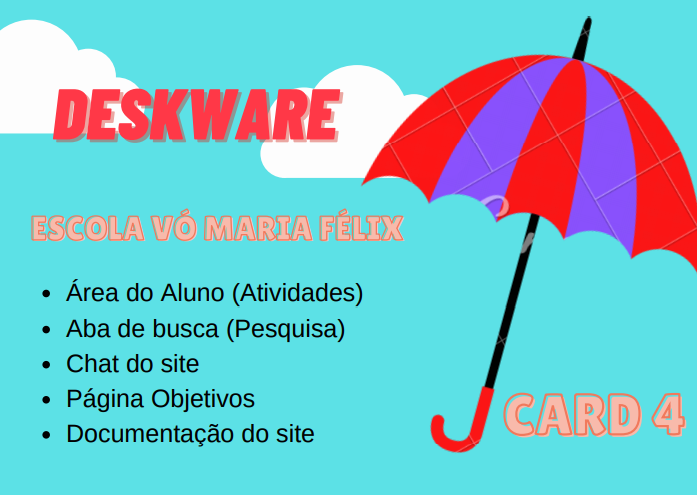 DESKWARE
ESCOLA VÓ MARIA FÉLIX
• Área do Aluno (Atividades)
• Aba de busca (Pesquisa)
• Chat do site
• Página Objetivos
• Documentação do site
CARD 4